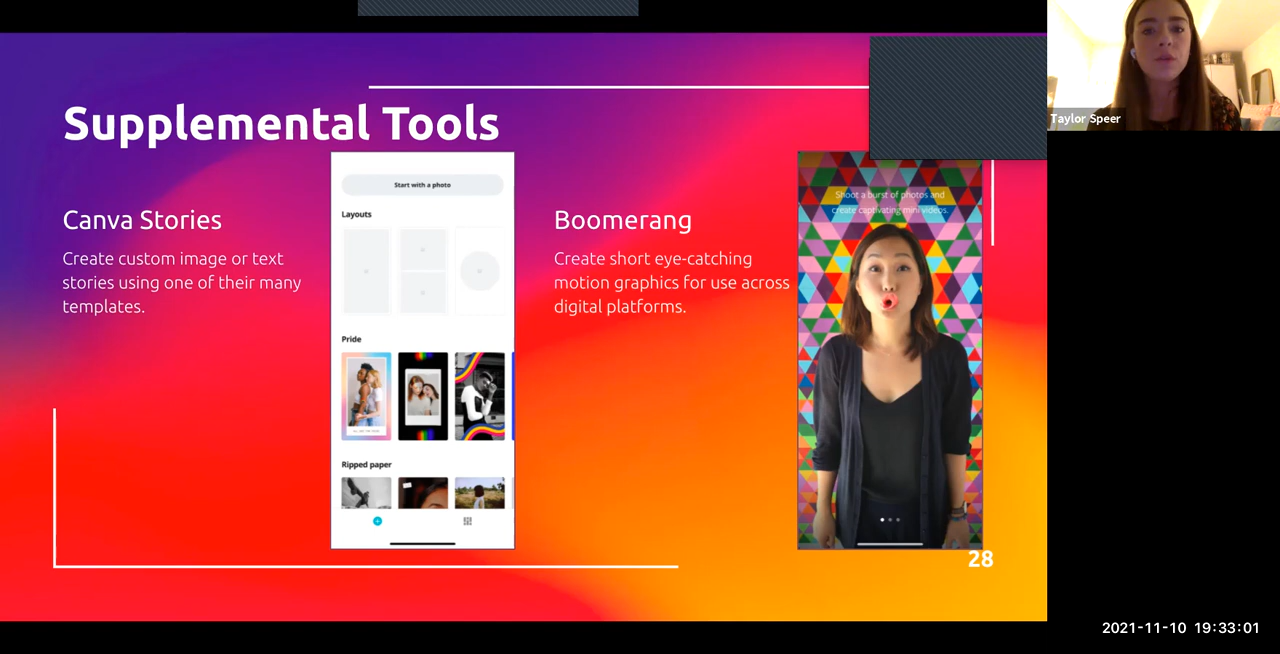 Supplemental Tools
Canva Stories
Create custom image or text
stories using one of their many
templates.
Start with a photo
Layouts
Pride
Ripped paper
Boomerang
Create short eye-catching
motion graphics for use across
digital platforms.
Shoot a burst of photos and
create captivating mini videos.
28
Taylor Speer
2021-11-10 19:33:01